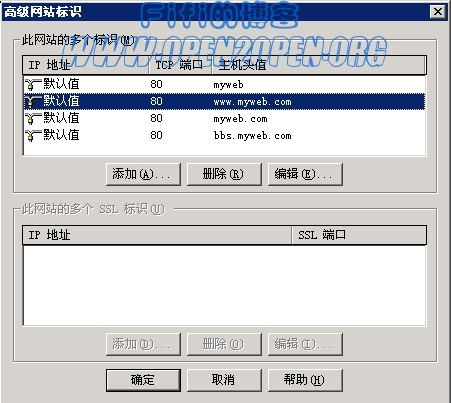 高级网站标识
Fifi的博客
此网站的多个标识(M)
WWW.OPEN2OPEN.ORG
IP 地址 TCP 端口 主机头值
默认值 80 myweb
默认值 80 www.myweb.com
默认值 80 myweb.com
默认值 80 bbs.myweb.com
添加(A)... 删除(R) 编辑(E)...
此网站的多个 SSL 标识(U)
IP 地址 SSL 端口
添加(D)... 删除(O) 编辑(I)...
确定 取消 帮助(H)